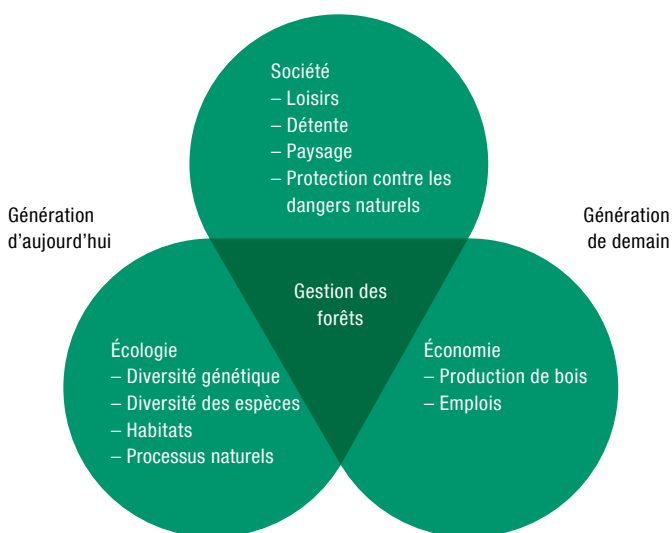 Société
– Loisirs
– Détente
– Paysage
– Protection contre les
dangers naturels
Génération
d'aujourd'hui
Génération
de demain
Gestion des
forêts
Écologie
– Diversité génétique
– Diversité des espèces
– Habitats
– Processus naturels
Économie
– Production de bois
– Emplois